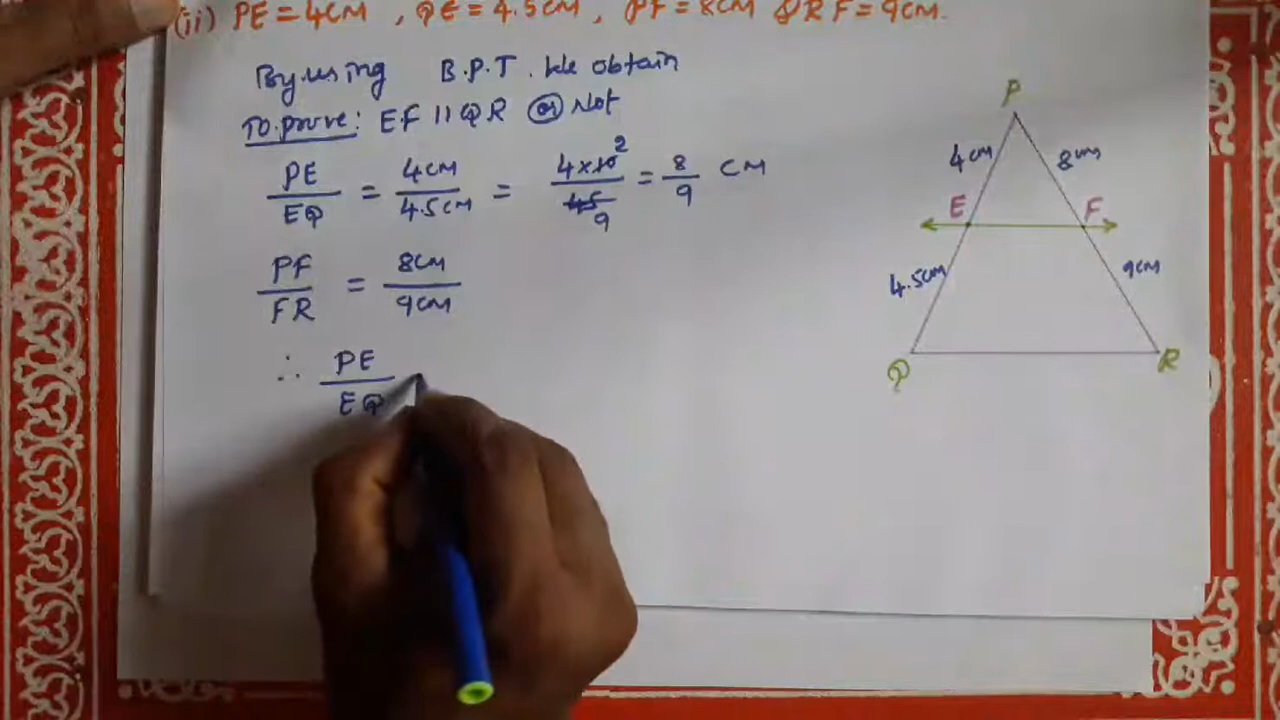 (ii) PE = 4CM , QE = 4.5CM , PF = 8CM & RF = 9CM.
By using B.P.T. We obtain
To prove: EF || QR (or) Not
PE/EQ = 4CM/4.5CM = 4×10 2/45 9 = 8/9 CM
PF/FR = 8CM/9CM
∴ PE/EQ
P
4cm 8cm
E F
4.5cm 9cm
Q R